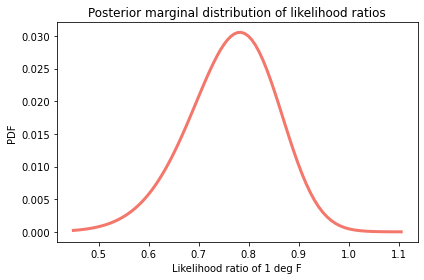 Posterior marginal distribution of likelihood ratios
0.030
0.025
0.020
0.015
0.010
0.005
0.000
PDF
0.5 0.6 0.7 0.8 0.9 1.0 1.1
Likelihood ratio of 1 deg F